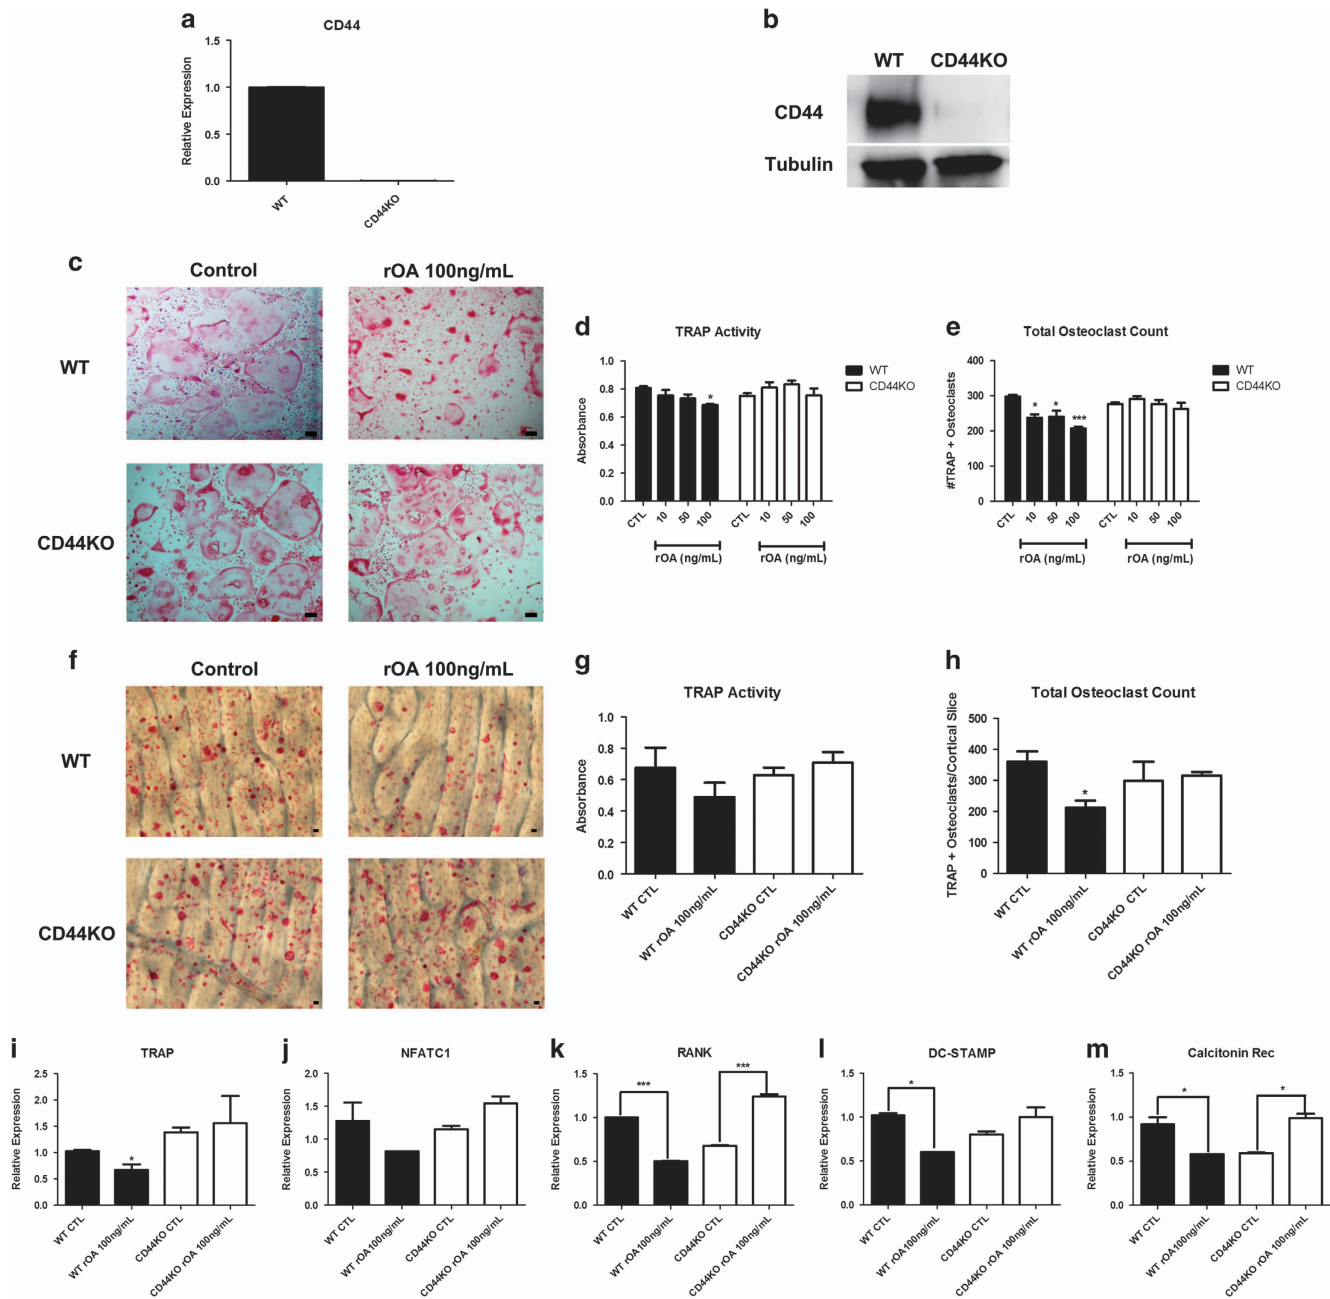 a
CD44
Relative Expression
1.5
1.0
0.5
0.0
WT
CD44KO
b
WT CD44KO
CD44
Tubulin
c
Control
rOA 100ng/mL
WT
CD44KO
d
TRAP Activity
Absorbance
1.0
0.8
0.6
0.4
0.2
0.0
*
CTL 10 50 100 CTL 10 50 100
rOA (ng/mL) rOA (ng/mL)
WT
CD44KO
e
Total Osteoclast Count
#TRAP + Osteoclasts
400
300
200
100
0
* * ***
CTL 10 50 100 CTL 10 50 100
rOA (ng/mL) rOA (ng/mL)
WT
CD44KO
f
Control
rOA 100ng/mL
WT
CD44KO
g
TRAP Activity
Absorbance
1.0
0.8
0.6
0.4
0.2
0.0
WT CTL
WT rOA 100ng/mL
CD44KO CTL
CD44KO rOA 100ng/mL
h
Total Osteoclast Count
TRAP + Osteoclasts/Cortical Slice
500
400
300
200
100
0
*
WT CTL
WT rOA 100ng/mL
CD44KO CTL
CD44KO rOA 100ng/mL
i
TRAP
Relative Expression
2.5
2.0
1.5
1.0
0.5
0.0
*
WT CTL
WT rOA 100ng/mL
CD44KO CTL
CD44KO rOA 100ng/mL
j
NFATC1
Relative Expression
2.0
1.5
1.0
0.5
0.0
WT CTL
WT rOA100ng/mL
CD44KO CTL
CD44KO rOA 100ng/mL
k
RANK
Relative Expression
1.5
1.0
0.5
0.0
***
***
WT CTL
WT rOA100ng/mL
CD44KO CTL
CD44KO rOA 100ng/mL
l
DC-STAMP
Relative Expression
1.5
1.0
0.5
0.0
*
WT CTL
WT rOA 100ng/mL
CD44KO CTL
CD44KO rOA 100ng/mL
m
Calcitonin Rec
Relative Expression
1.5
1.0
0.5
0.0
*
*
WT CTL
WT rOA100ng/mL
CD44KO CTL
CD44KO rOA 100ng/mL